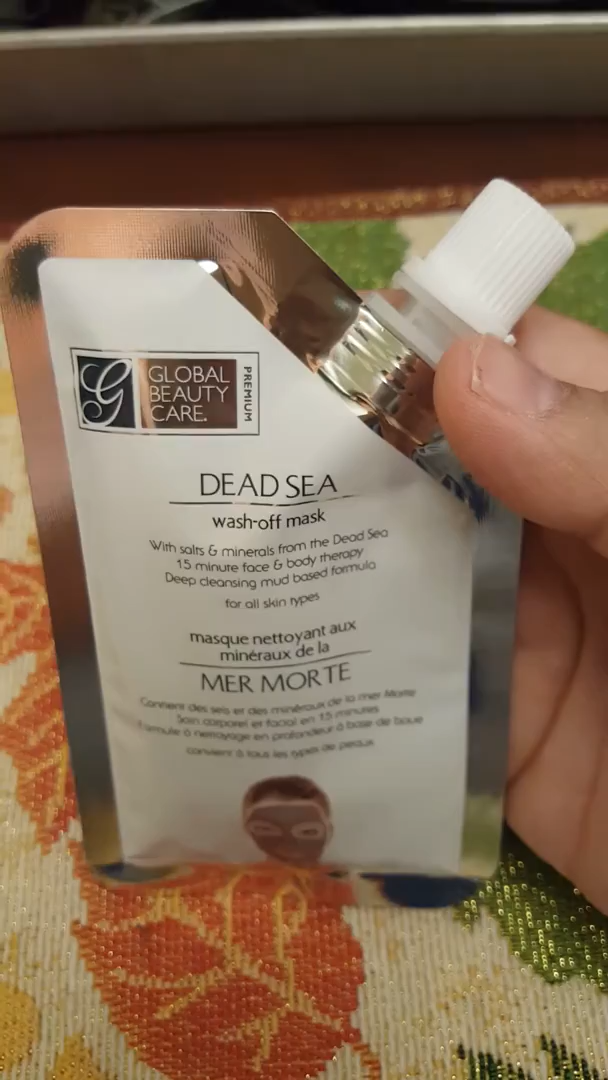 G
GLOBAL
BEAUTY
CARE.
PREMIUM
DEAD SEA
wash-off mask
With salts & minerals from the Dead Sea
15 minute face & body therapy
Deep cleansing mud based formula
for all skin types
masque nettoyant aux
minéraux de la
MER MORTE
Contient des sels et des minéraux de la mer Morte
Soin corporel et facial en 15 minutes
Formule à nettoyage en profondeur à base de boue
convient à tous les types de peaux